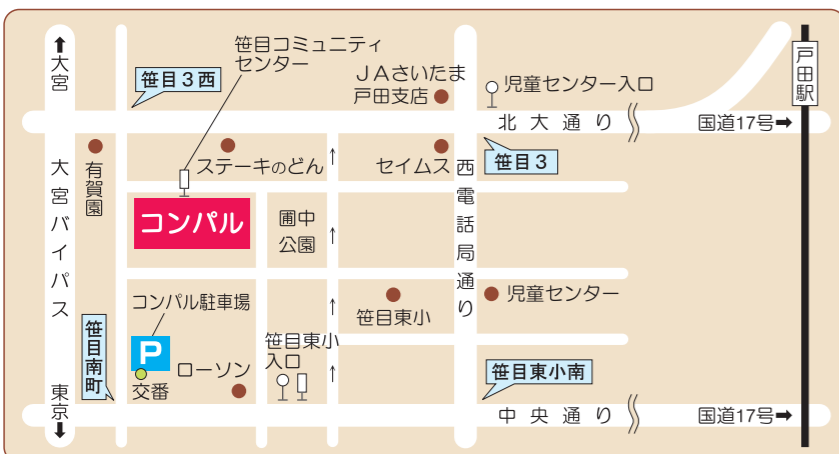 大宮
笹目3西
笹目コミュニティ
センター
JAさいたま
戸田支店
児童センター入口
戸田駅
北大通り
国道17号➡
有賀園
ステーキのどん
セイムス
笹目3
大宮バイパス
コンパル
圃中
公園
西電話局通り
コンパル駐車場
笹目東小
児童センター
笹目南町
P
ローソン
笹目東小
入口
笹目東小南
交番
東京
中央通り
国道17号➡